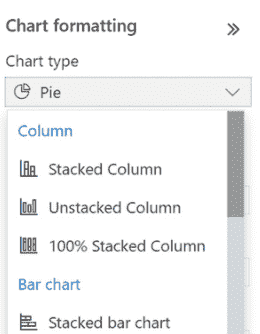 Chart formatting
Chart type
Pie
Column
Stacked Column
Unstacked Column
100% Stacked Column
Bar chart
Stacked bar chart